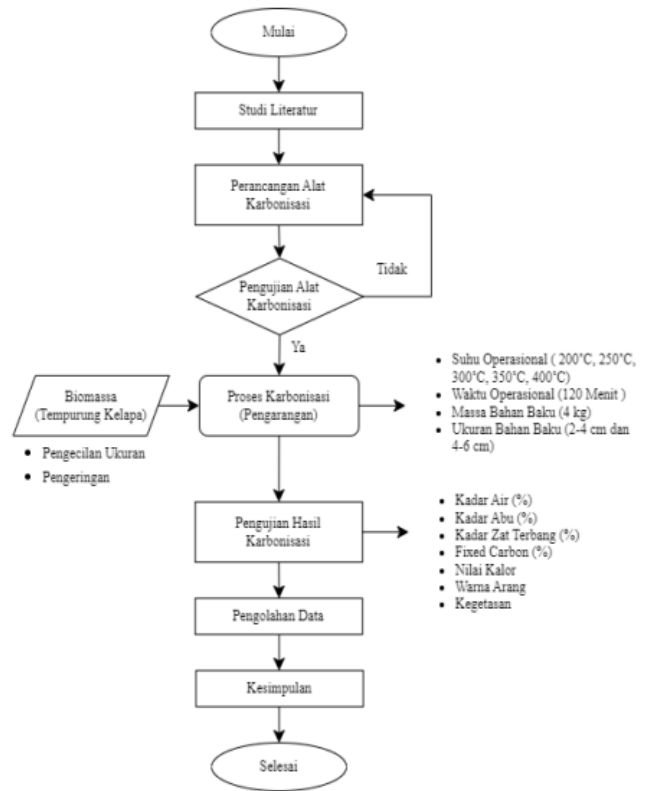 Mulai
Studi Literatur
Perancangan Alat
Karbonisasi
Tidak
Pengujian Alat
Karbonisasi
Ya
Biomassa
(Tempurung Kelapa)
• Pengecilan Ukuran
• Pengeringan
Proses Karbonisasi
(Pengarangan)
• Suhu Operasional ( 200°C, 250°C,
300°C, 350°C, 400°C)
• Waktu Operasional (120 Menit )
• Massa Bahan Baku (4 kg)
• Ukuran Bahan Baku (2-4 cm dan
4-6 cm)
Pengujian Hasil
Karbonisasi
• Kadar Air (%)
• Kadar Abu (%)
• Kadar Zat Terbang (%)
• Fixed Carbon (%)
• Nilai Kalor
• Warna Arang
• Kegetasan
Pengolahan Data
Kesimpulan
Selesai